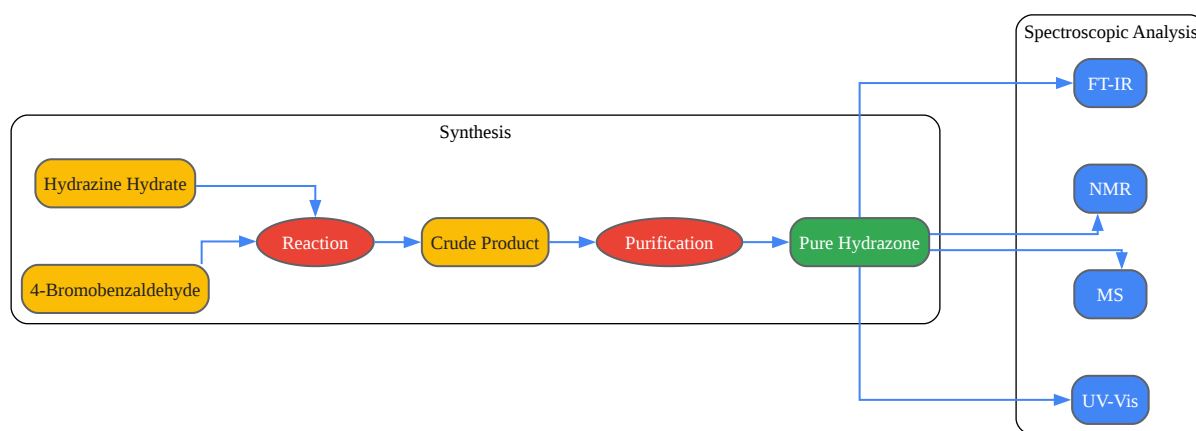 Spectroscopic Analysis
FT-IR
Synthesis
Hydrazine Hydrate
NMR
Reaction
Crude Product
Purification
Pure Hydrazone
4-Bromobenzaldehyde
MS
UV-Vis